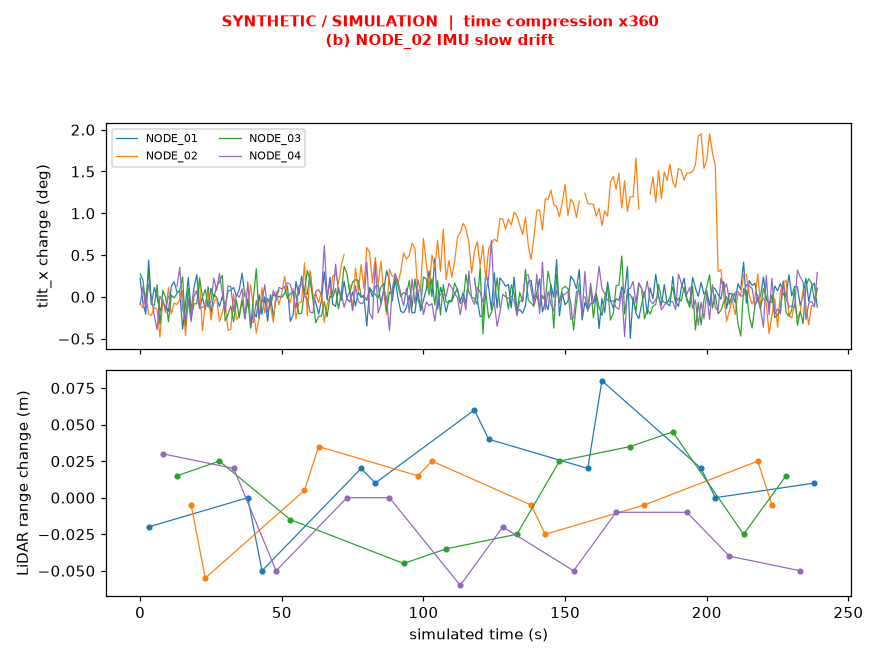 SYNTHETIC / SIMULATION | time compression x360
(b) NODE_02 IMU slow drift
tilt_x change (deg)
2.0
1.5
1.0
0.5
0.0
−0.5
NODE_01
NODE_02
NODE_03
NODE_04
LiDAR range change (m)
0.075
0.050
0.025
0.000
−0.025
−0.050
0 50 100 150 200 250
simulated time (s)